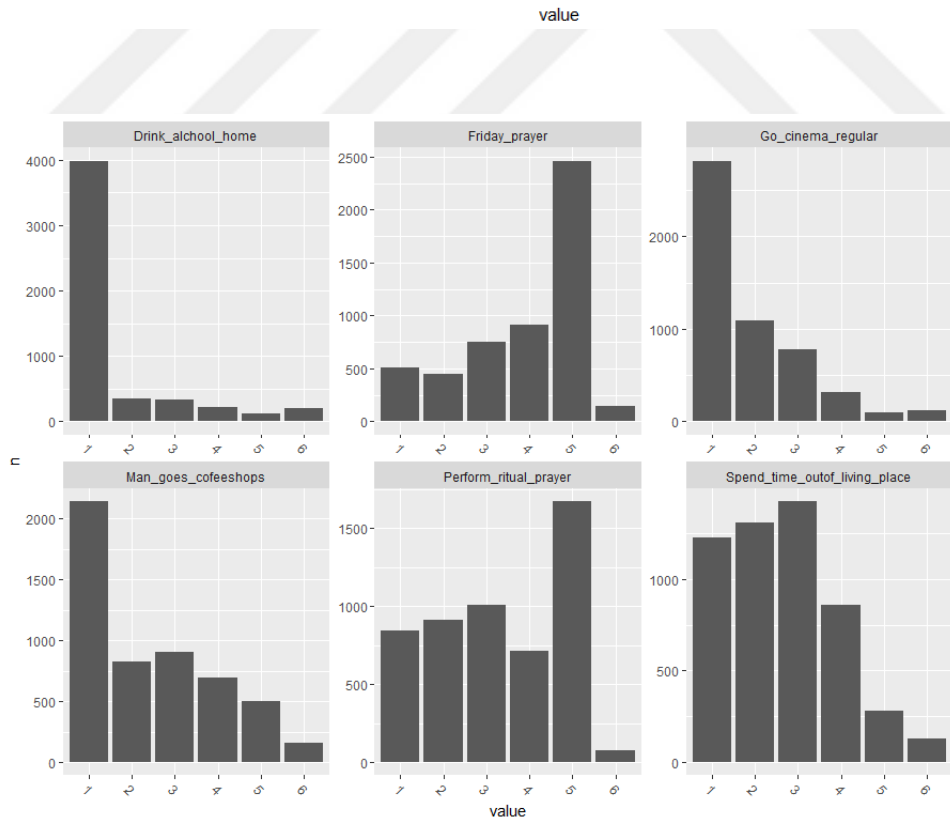 value
Drink_alchool_home
Friday_prayer
Go_cinema_regular
4000
3000
2000
1000
0
2500
2000
1500
1000
500
0
2000
1000
0
1 2 3 4 5 6
1 2 3 4 5 6
1 2 3 4 5 6
n
Man_goes_cofeeshops
Perform_ritual_prayer
Spend_time_outof_living_place
2000
1500
1000
500
0
1500
1000
500
0
1000
500
0
1 2 3 4 5 6
1 2 3 4 5 6
1 2 3 4 5 6
value